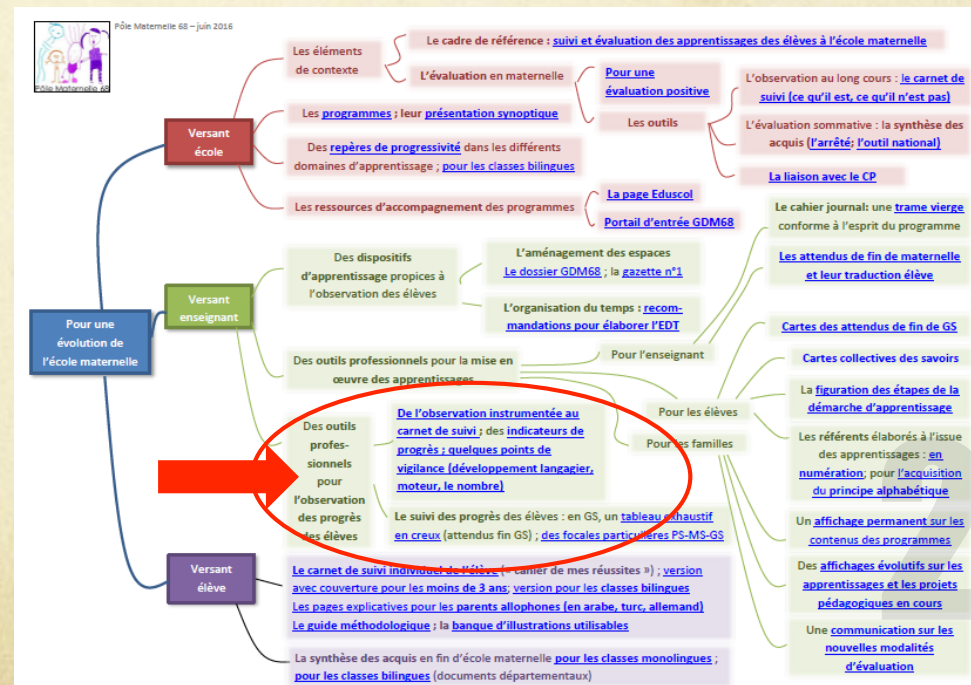 Pôle Maternelle 68 – juin 2016
Pôle Maternelle 68
Pour une
évolution de
l'école maternelle
Versant
école
Les éléments
de contexte
Le cadre de référence : suivi et évaluation des apprentissages des élèves à l'école maternelle
L'évaluation en maternelle
Pour une
évaluation positive
Les outils
L'observation au long cours : le carnet de
suivi (ce qu'il est, ce qu'il n'est pas)
L'évaluation sommative : la synthèse des
acquis (l'arrêté; l'outil national)
La liaison avec le CP
Les programmes ; leur présentation synoptique
Des repères de progressivité dans les différents
domaines d'apprentissage ; pour les classes bilingues
Les ressources d'accompagnement des programmes
La page Eduscol
Portail d'entrée GDM68
Versant
enseignant
Des dispositifs
d'apprentissage propices à
l'observation des élèves
L'aménagement des espaces
Le dossier GDM68 ; la gazette n°1
L'organisation du temps : recom-
mandations pour élaborer l'EDT
Des outils professionnels pour la mise en
œuvre des apprentissages
Pour l'enseignant
Le cahier journal: une trame vierge
conforme à l'esprit du programme
Les attendus de fin de maternelle
et leur traduction élève
Pour les élèves
Cartes des attendus de fin de GS
Cartes collectives des savoirs
La figuration des étapes de la
démarche d'apprentissage
Les référents élaborés à l'issue
des apprentissages : en
numération; pour l'acquisition
du principe alphabétique
Pour les familles
Un affichage permanent sur les
contenus des programmes
Des affichages évolutifs sur les
apprentissages et les projets
pédagogiques en cours
Une communication sur les
nouvelles modalités
d'évaluation
Des outils
profes-
sionnels
pour
l'observation
des progrès
des élèves
De l'observation instrumentée au
carnet de suivi ; des indicateurs de
progrès ; quelques points de
vigilance (développement langagier,
moteur, le nombre)
Le suivi des progrès des élèves : en GS, un tableau exhaustif
en creux (attendus fin GS) ; des focales particulières PS-MS-GS
Versant
élève
Le carnet de suivi individuel de l'élève (« cahier de mes réussites ») ; version
avec couverture pour les moins de 3 ans; version pour les classes bilingues
Les pages explicatives pour les parents allophones (en arabe, turc, allemand)
Le guide méthodologique ; la banque d'illustrations utilisables
La synthèse des acquis en fin d'école maternelle pour les classes monolingues ;
pour les classes bilingues (documents départementaux)
2